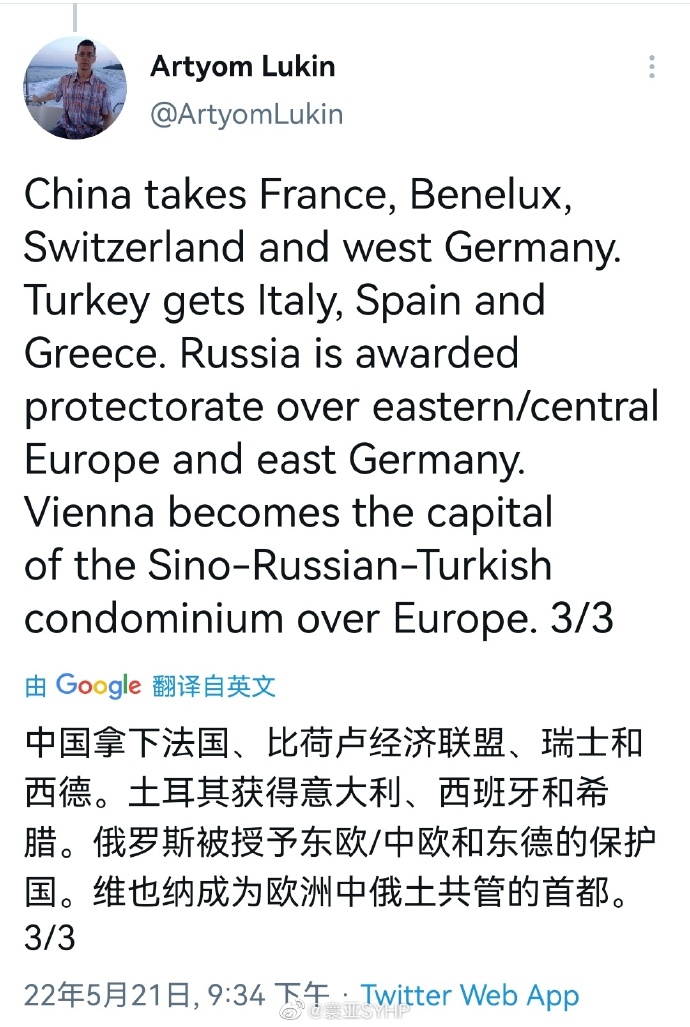 Artyom Lukin
@ArtyomLukin
China takes France, Benelux,
Switzerland and west Germany.
Turkey gets Italy, Spain and
Greece. Russia is awarded
protectorate over eastern/central
Europe and east Germany.
Vienna becomes the capital
of the Sino-Russian-Turkish
condominium over Europe. 3/3
由 Google 翻译自英文
中国拿下法国、比荷卢经济联盟、瑞士和
西德。土耳其获得意大利、西班牙和希
腊。俄罗斯被授予东欧/中欧和东德的保护
国。维也纳成为欧洲中俄土共管的首都。
3/3
22年5月21日, 9:34 下午 · Twitter Web App
@寰亚SYHP